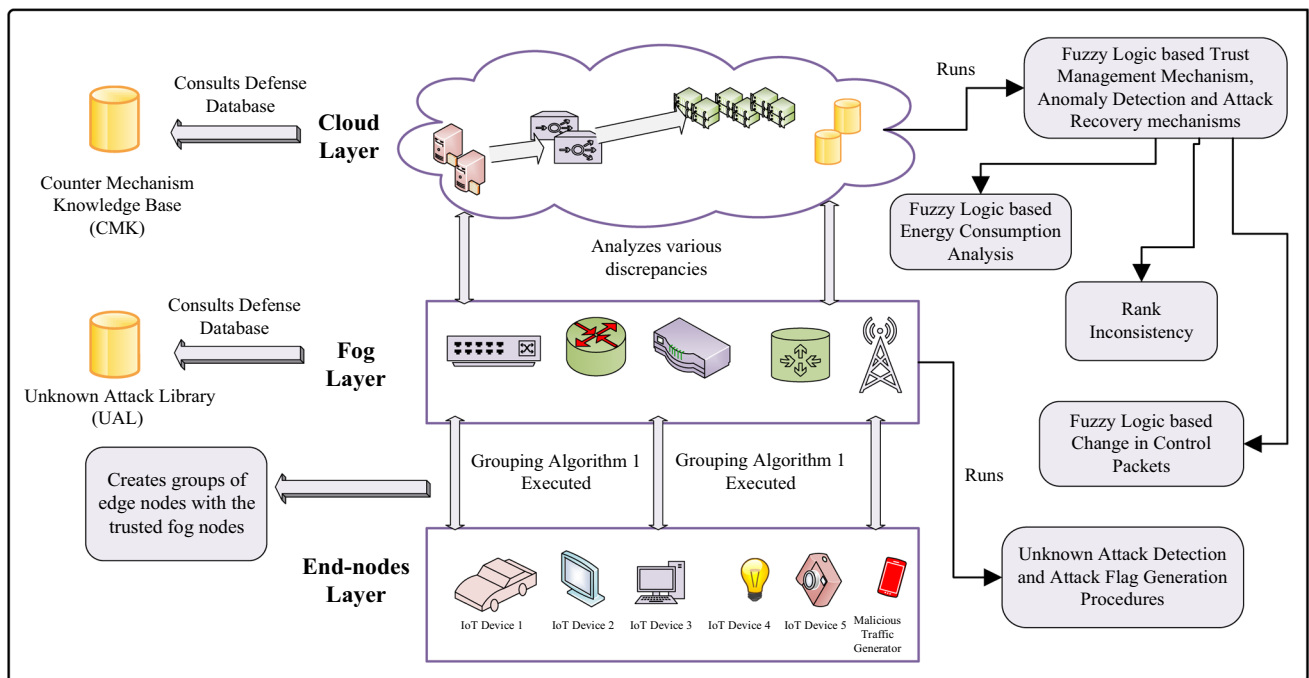 Consults Defense
Database
Cloud
Layer
Counter Mechanism
Knowledge Base
(CMK)
Runs
Fuzzy Logic based Trust
Management Mechanism,
Anomaly Detection and Attack
Recovery mechanisms
Fuzzy Logic based
Energy Consumption
Analysis
Analyzes various
discrepancies
Rank
Inconsistency
Consults Defense
Database
Fog
Layer
Unknown Attack Library
(UAL)
Fuzzy Logic based
Change in Control
Packets
Creates groups of
edge nodes with the
trusted fog nodes
Grouping Algorithm 1
Executed
Grouping Algorithm 1
Executed
Runs
Unknown Attack Detection
and Attack Flag Generation
Procedures
End-nodes
Layer
IoT Device 1
IoT Device 2
IoT Device 3
IoT Device 4
IoT Device 5
Malicious
Traffic
Generator